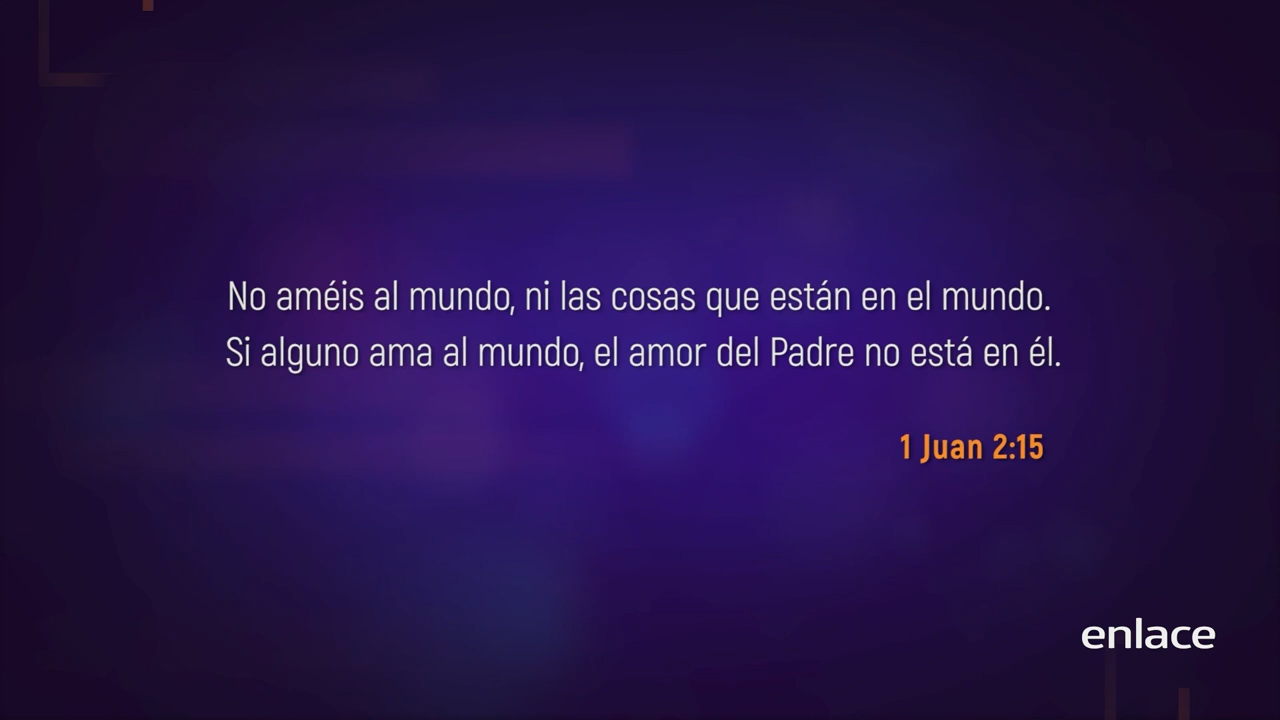 No améis al mundo, ni las cosas que están en el mundo.
Si alguno ama al mundo, el amor del Padre no está en él.
1 Juan 2:15
enlace